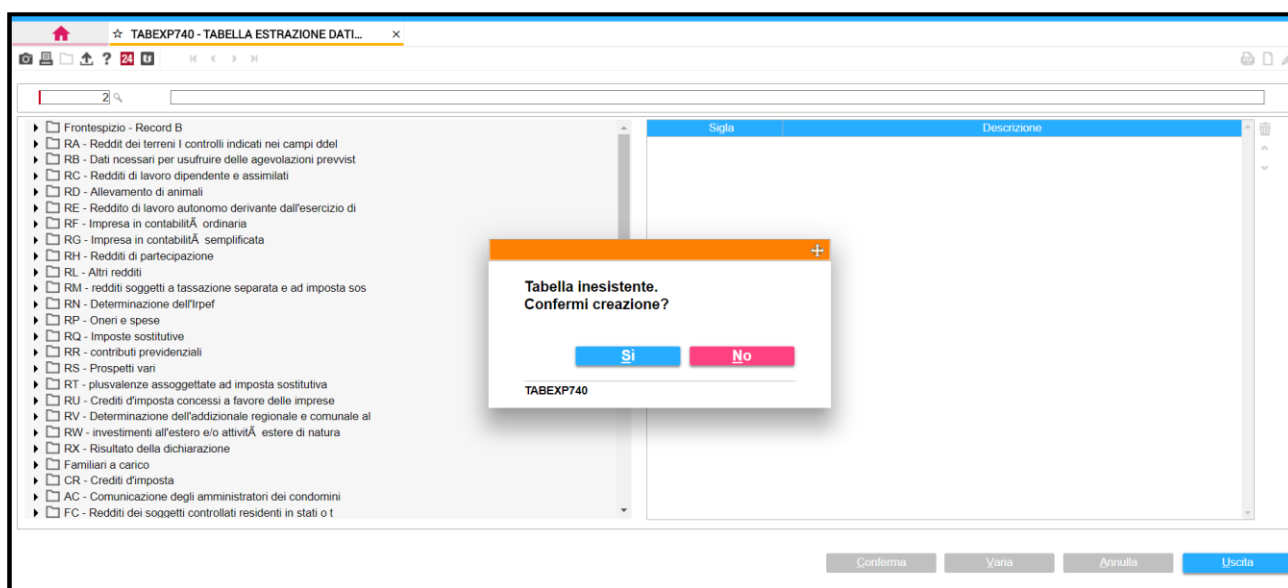 TABEXP740 - TABELLA ESTRAZIONE DATI... ×
? 24
2
Frontespizio - Record B
RA - Reddit dei terreni I controlli indicati nei campi ddel
RB - Dati ncessari per usufruire delle agevolazioni prevvist
RC - Redditi di lavoro dipendente e assimilati
RD - Allevamento di animali
RE - Reddito di lavoro autonomo derivante dall'esercizio di
RF - Impresa in contabilitÃ ordinaria
RG - Impresa in contabilitÃ semplificata
RH - Redditi di partecipazione
RL - Altri redditi
RM - redditi soggetti a tassazione separata e ad imposta sos
RN - Determinazione dell'Irpef
RP - Oneri e spese
RQ - Imposte sostitutive
RR - contributi previdenziali
RS - Prospetti vari
RT - plusvalenze assoggettate ad imposta sostitutiva
RU - Crediti d'imposta concessi a favore delle imprese
RV - Determinazione dell'addizionale regionale e comunale al
RW - investimenti all'estero e/o attivitÃ estere di natura
RX - Risultato della dichiarazione
Familiari a carico
CR - Crediti d'imposta
AC - Comunicazione degli amministratori dei condomini
FC - Redditi dei soggetti controllati residenti in stati o t
Sigla Descrizione
Tabella inesistente.
Confermi creazione?
Sì No
TABEXP740
Conferma Varia Annulla Uscita